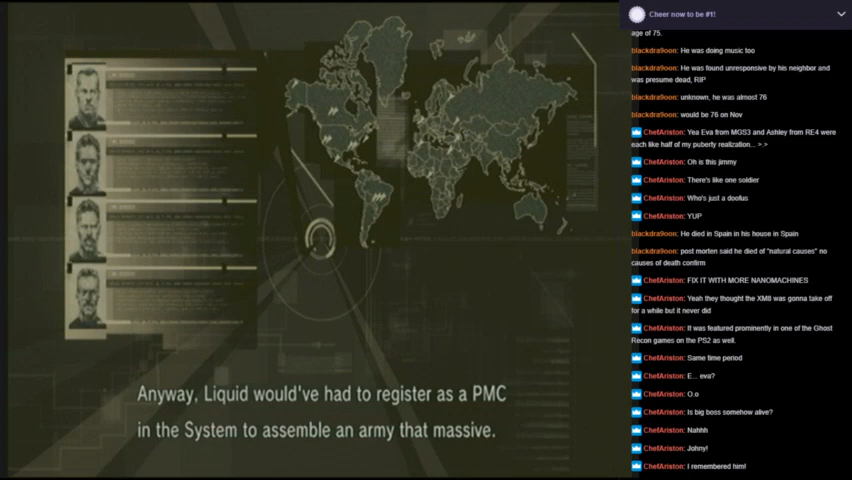 Anyway, Liquid would've had to register as a PMC
in the System to assemble an army that massive.
Cheer now to be #1!
age of 75.
blackdra9oon: He was doing music too
blackdra9oon: He was found unresponsive by his neighbor and
was presume dead, RIP
blackdra9oon: unknown, he was almost 76
blackdra9oon: would be 76 on Nov
ChefAriston: Yea Eva from MGS3 and Ashley from RE4 were
each like half of my puberty realization... >.>
ChefAriston: Oh is this jimmy
ChefAriston: There's like one soldier
ChefAriston: Who's just a doofus
ChefAriston: YUP
blackdra9oon: He died in Spain in his house in Spain
blackdra9oon: post morten said he died of "natural causes" no
causes of death confirm
ChefAriston: FIX IT WITH MORE NANOMACHINES
ChefAriston: Yeah they thought the XM8 was gonna take off
for a while but it never did
ChefAriston: It was featured prominently in one of the Ghost
Recon games on the PS2 as well.
ChefAriston: Same time period
ChefAriston: E... eva?
ChefAriston: O.o
ChefAriston: Is big boss somehow alive?
ChefAriston: Nahhh
ChefAriston: Johny!
ChefAriston: I remembered him!